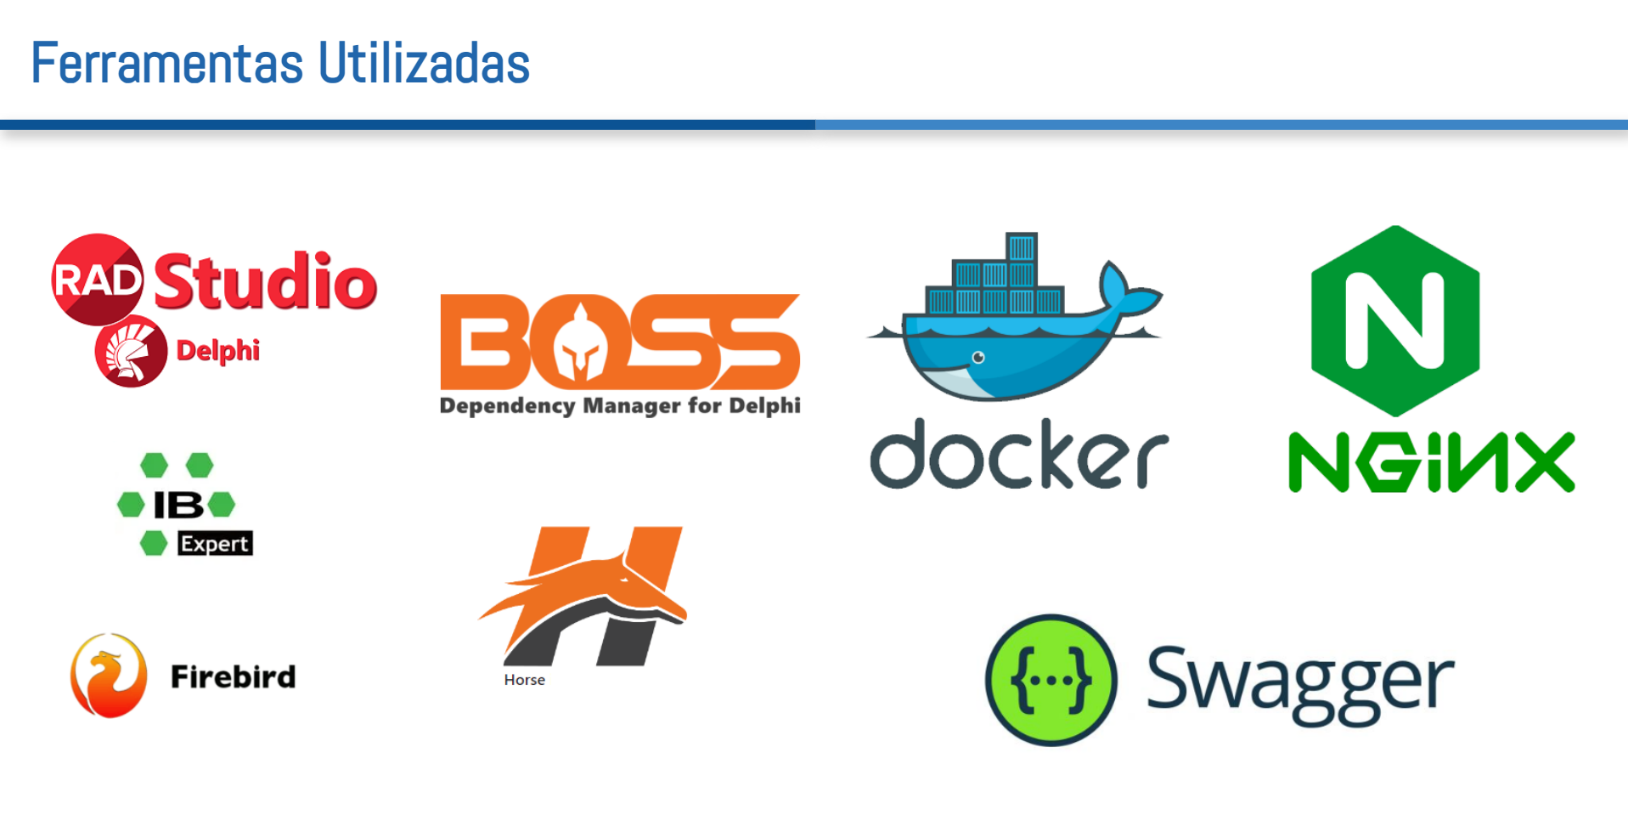 Ferramentas Utilizadas
RAD Studio
Delphi
BOSS
Dependency Manager for Delphi
docker
N
NGINX
IB
Expert
H
Horse
Firebird
{...}
Swagger